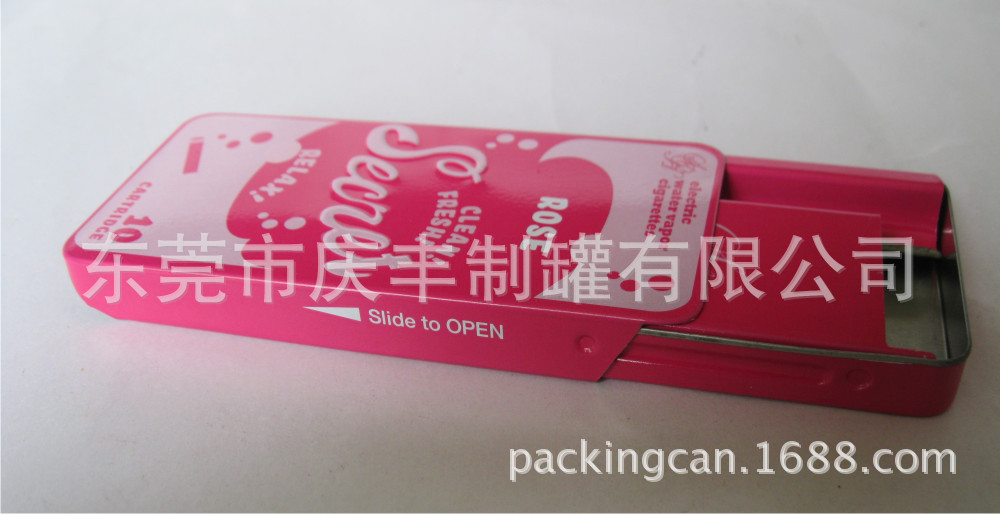 10
CARTRIDGE
RELAX!
Secret
CLEAN!
FRESH!
ROSE
electric
water vapor
cigarettes
东莞市庆丰制罐有限公司
Slide to OPEN
packingcan.1688.com